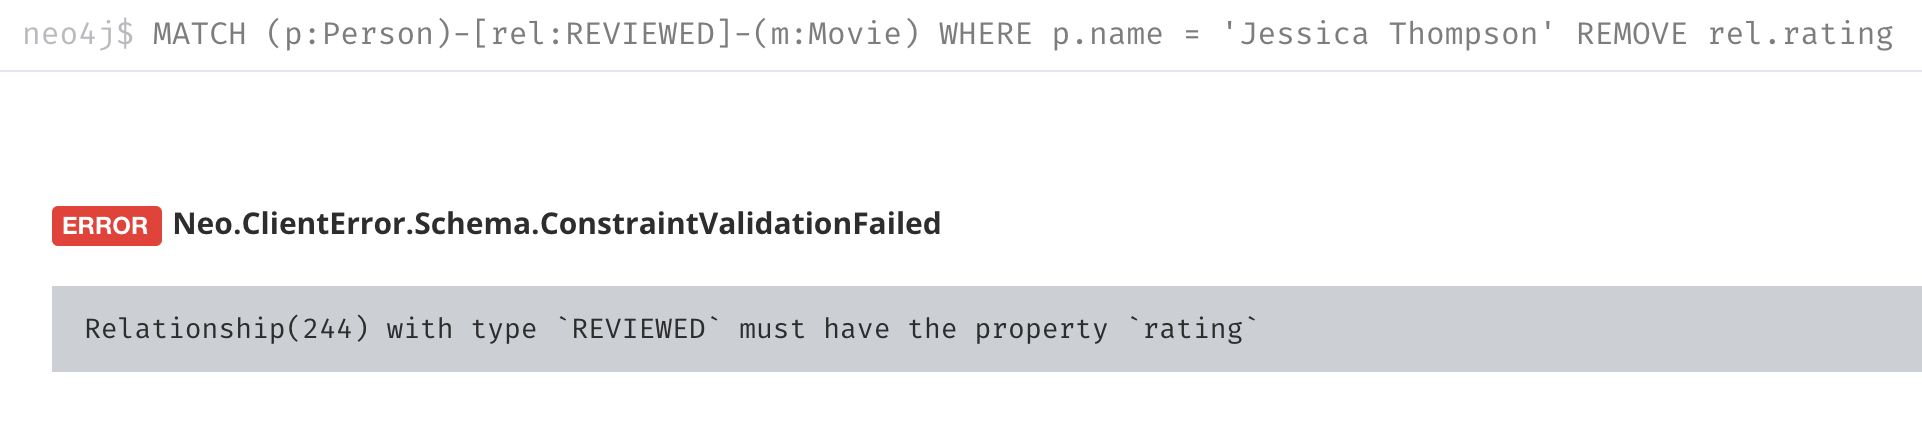 neo4j$ MATCH (p:Person)-[rel:REVIEWED]-(m:Movie) WHERE p.name = 'Jessica Thompson' REMOVE rel.rating
ERROR Neo.ClientError.Schema.ConstraintValidationFailed
Relationship(244) with type `REVIEWED` must have the property `rating`